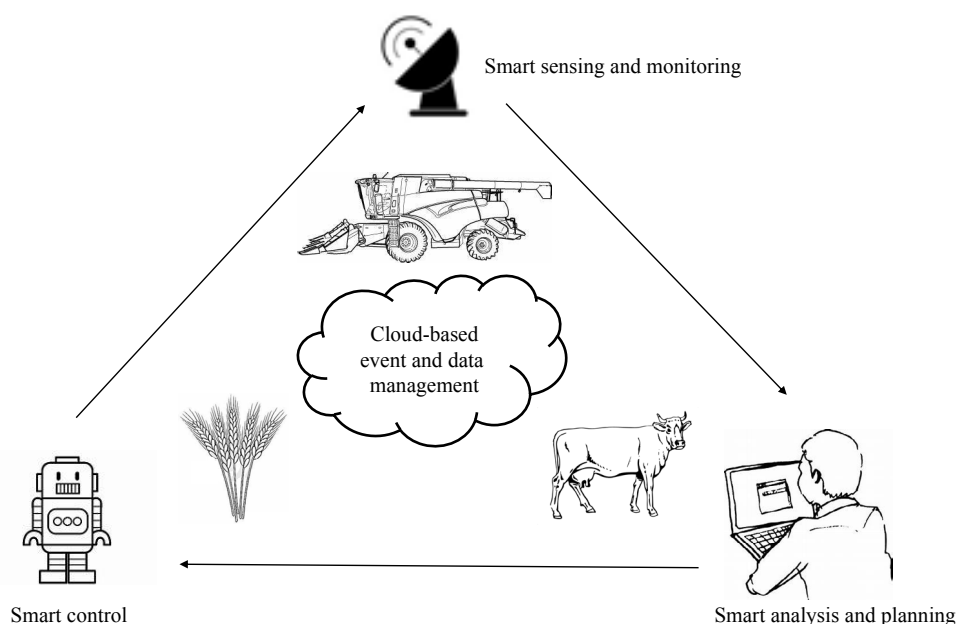 Smart sensing and monitoring
Cloud-based
event and data
management
Smart control
Smart analysis and planning